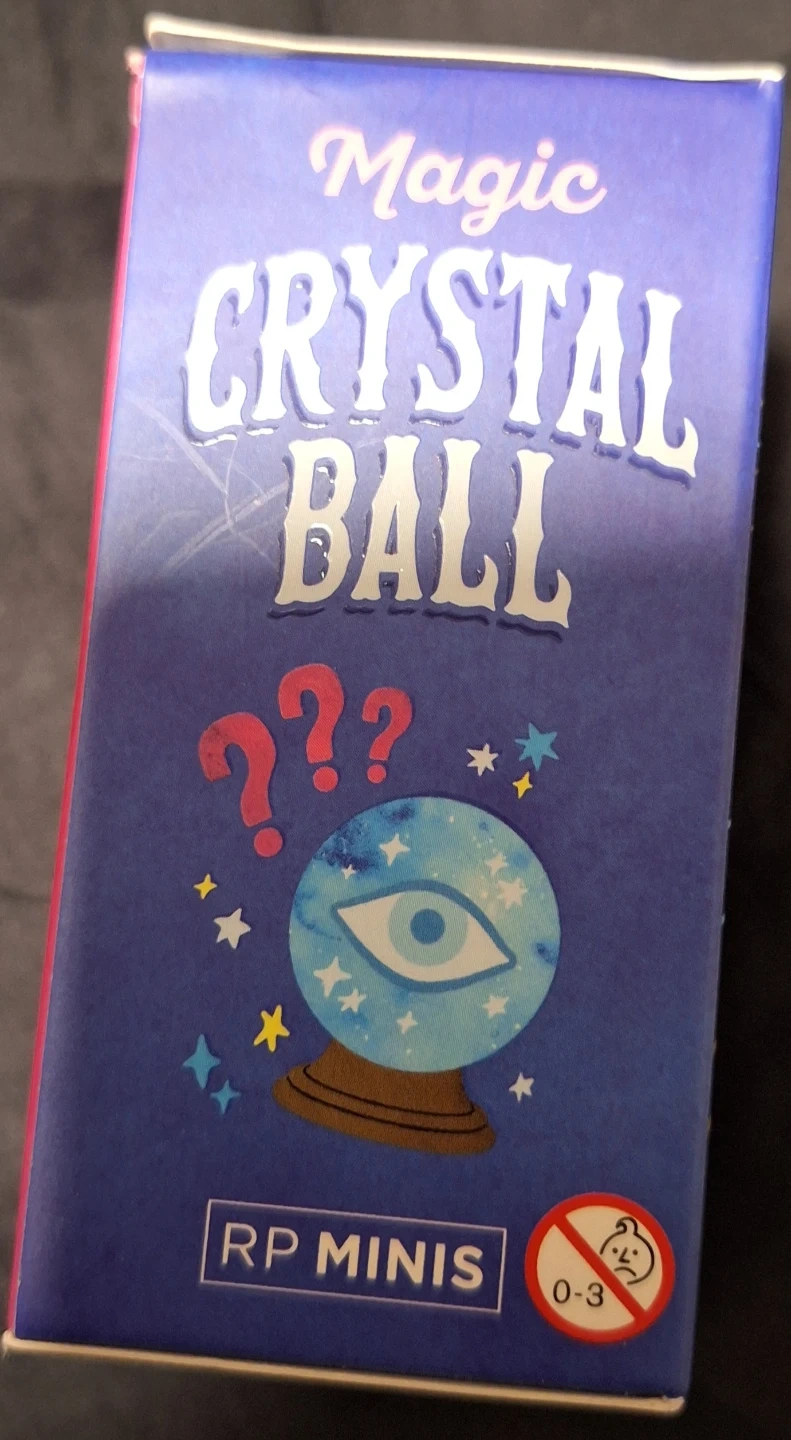 Magic
CRYSTAL
BALL
???
RP MINIS
0-3